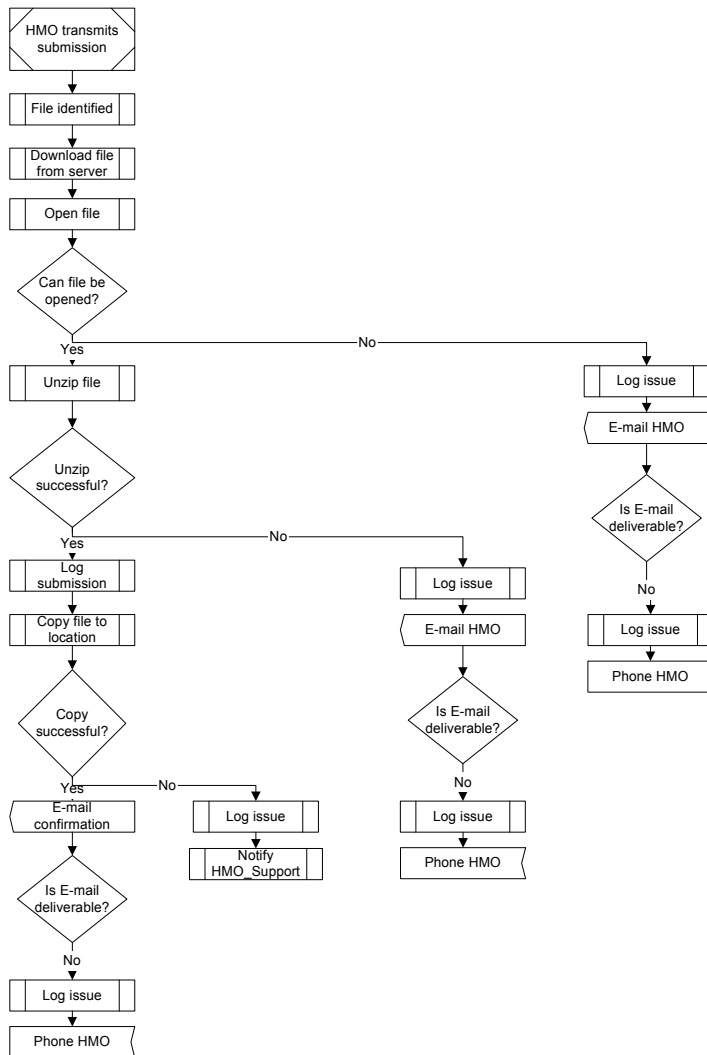 HMO transmits
submission
File identified
Download file
from server
Open file
Can file be
opened?
No
Yes
Unzip file
Log issue
E-mail HMO
Unzip
successful?
Is E-mail
deliverable?
No
Yes
No
Log
submission
Log issue
Copy file to
location
E-mail HMO
Log issue
Phone HMO
Copy
successful?
Is E-mail
deliverable?
No
Yes
No
E-mail
confirmation
Log issue
Log issue
Notify
HMO_Support
Phone HMO
Is E-mail
deliverable?
No
Log issue
Phone HMO